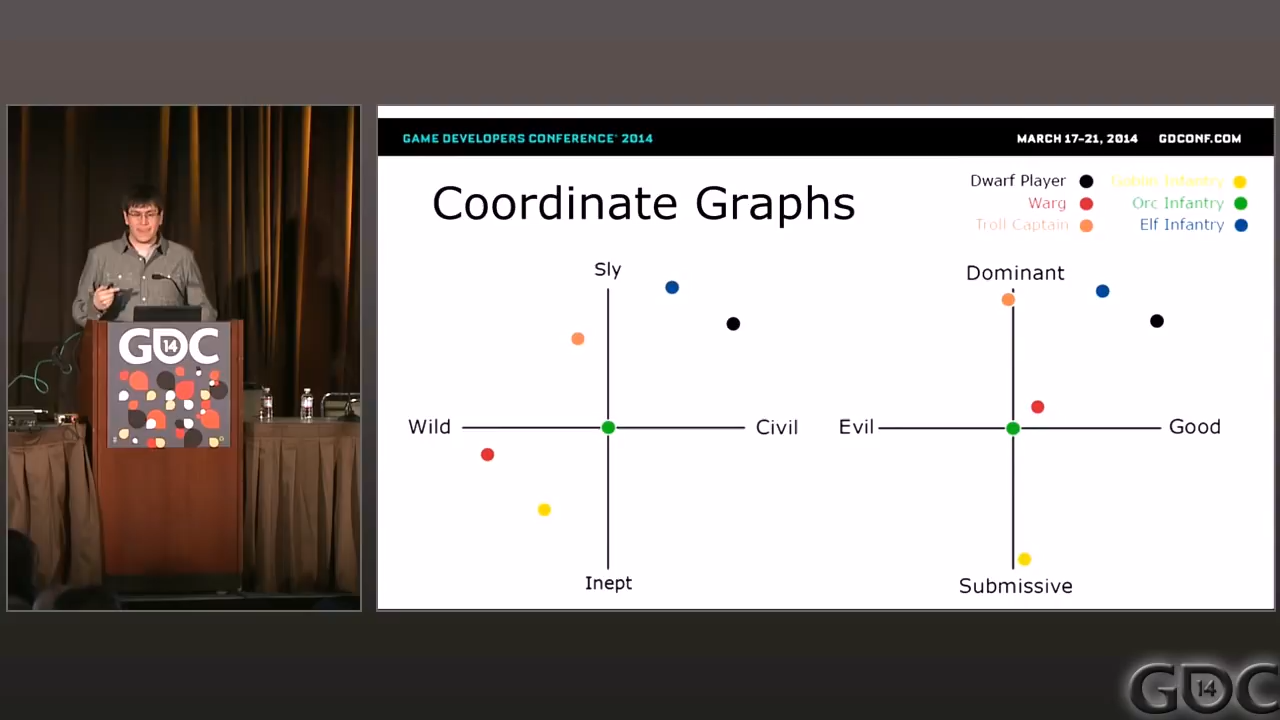 GAME DEVELOPERS CONFERENCE® 2014
MARCH 17-21, 2014 GDCONF.COM
Coordinate Graphs
Dwarf Player
Goblin Infantry
Warg
Orc Infantry
Troll Captain
Elf Infantry
Sly
Wild
Civil
Inept
Dominant
Evil
Good
Submissive
GDC 14
GDC 14